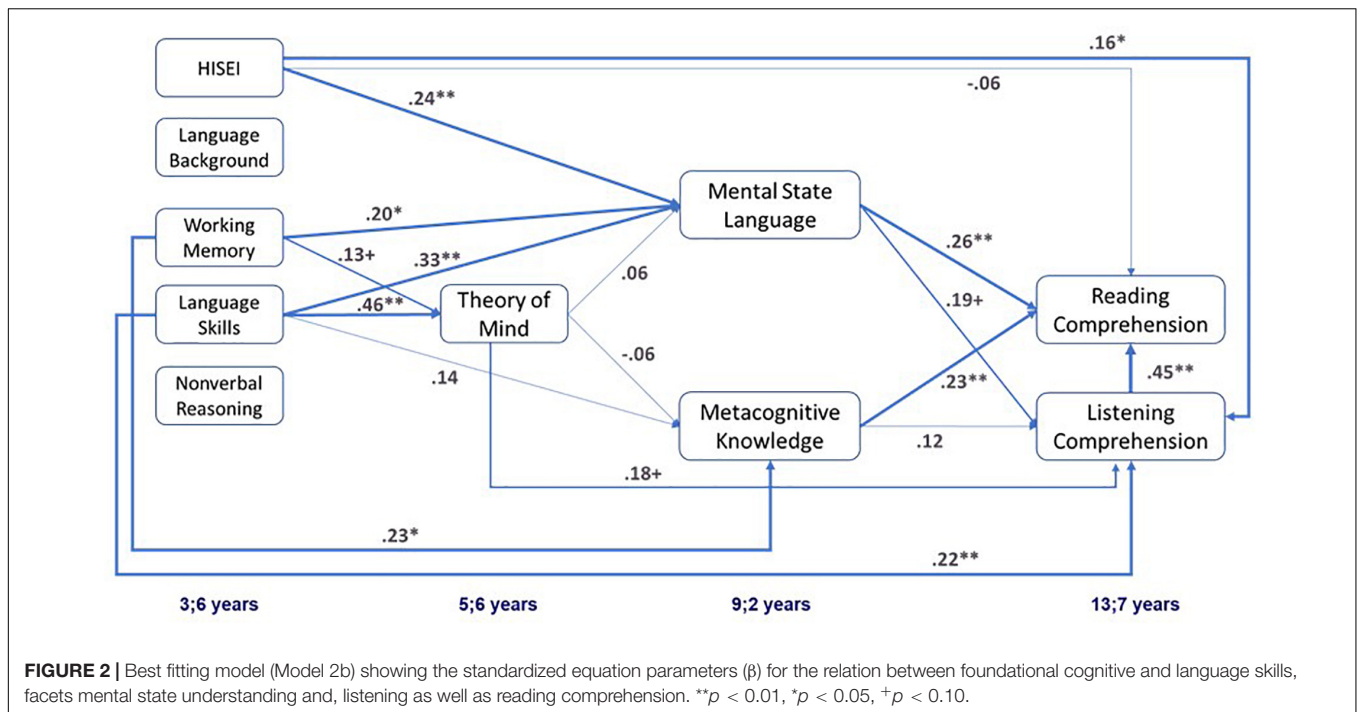 HISEI
.16*
-.06
.24**
Language
Background
Mental State
Language
Working
Memory
.20*
.13+
.33**
.26**
.06
.19+
Language
Skills
.46**
Theory of
Mind
Reading
Comprehension
-.06
.14
.45**
.23**
Nonverbal
Reasoning
Metacognitive
Knowledge
.12
Listening
Comprehension
.18+
.23*
.22**
3;6 years
5;6 years
9;2 years
13;7 years
FIGURE 2 | Best fitting model (Model 2b) showing the standardized equation parameters (β) for the relation between foundational cognitive and language skills,
facets mental state understanding and, listening as well as reading comprehension. **p < 0.01, *p < 0.05, +p < 0.10.